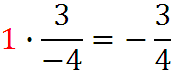 1 · 3/−4 = − 3/4